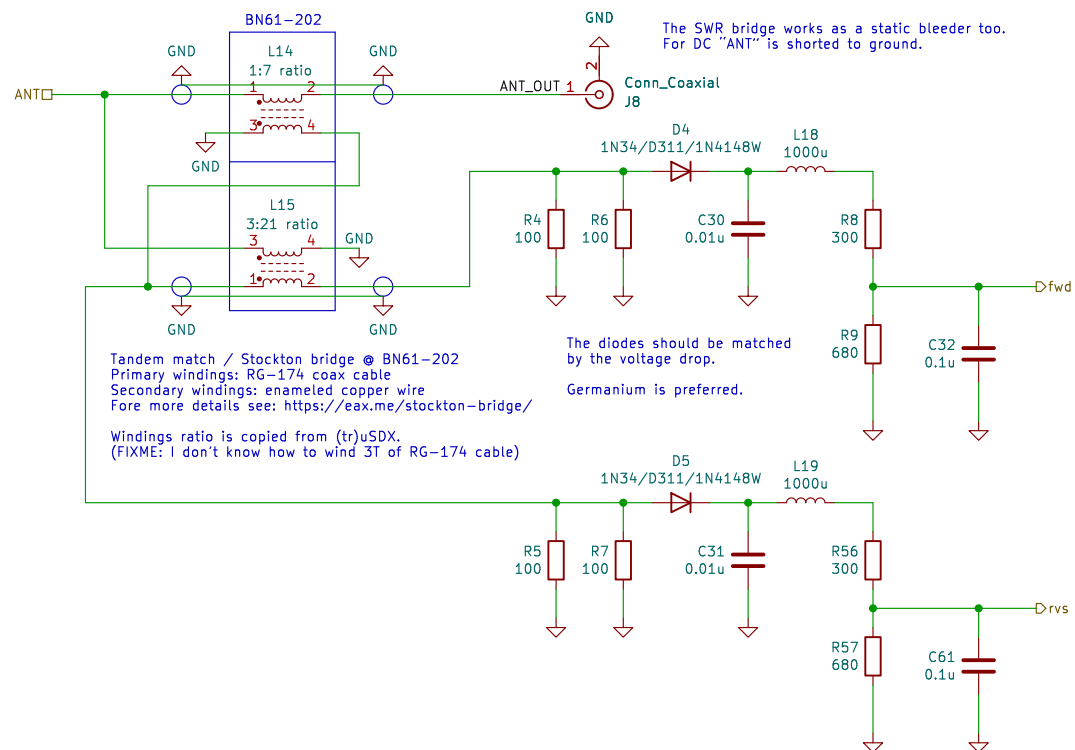 BN61-202
The SWR bridge works as a static bleeder too.
For DC "ANT" is shorted to ground.
GND
L14
1:7 ratio
GND
GND
ANT
1
2
3
4
GND
ANT_OUT
1
2
Conn_Coaxial
J8
D4
1N34/D311/1N4148W
L18
1000u
R4
100
R6
100
C30
0.01u
R8
300
L15
3:21 ratio
3
4
GND
1
2
GND
GND
fwd
R9
680
C32
0.1u
The diodes should be matched
by the voltage drop.
Germanium is preferred.
Tandem match / Stockton bridge @ BN61-202
Primary windings: RG-174 coax cable
Secondary windings: enameled copper wire
Fore more details see: https://eax.me/stockton-bridge/
Windings ratio is copied from (tr)uSDX.
(FIXME: I don't know how to wind 3T of RG-174 cable)
D5
1N34/D311/1N4148W
L19
1000u
R5
100
R7
100
C31
0.01u
R56
300
rvs
R57
680
C61
0.1u